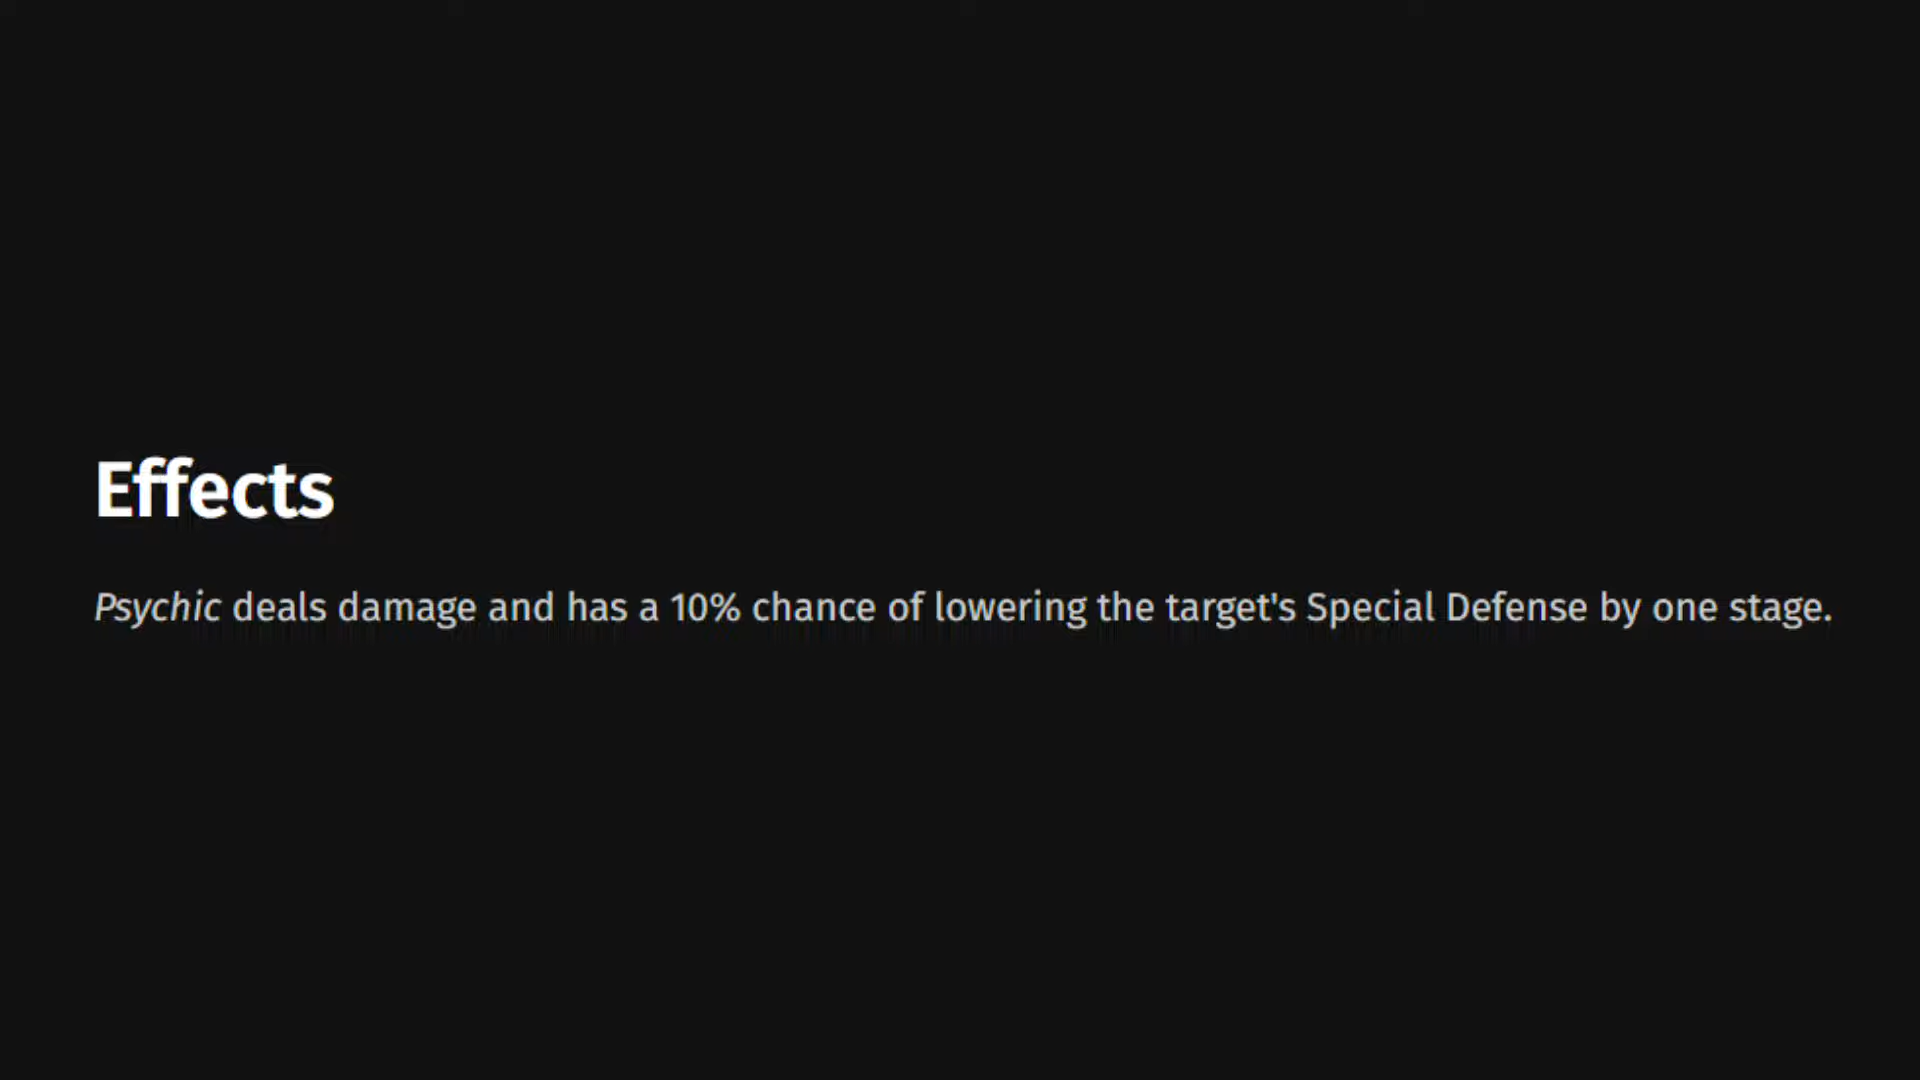 Effects
Psychic deals damage and has a 10% chance of lowering the target's Special Defense by one stage.